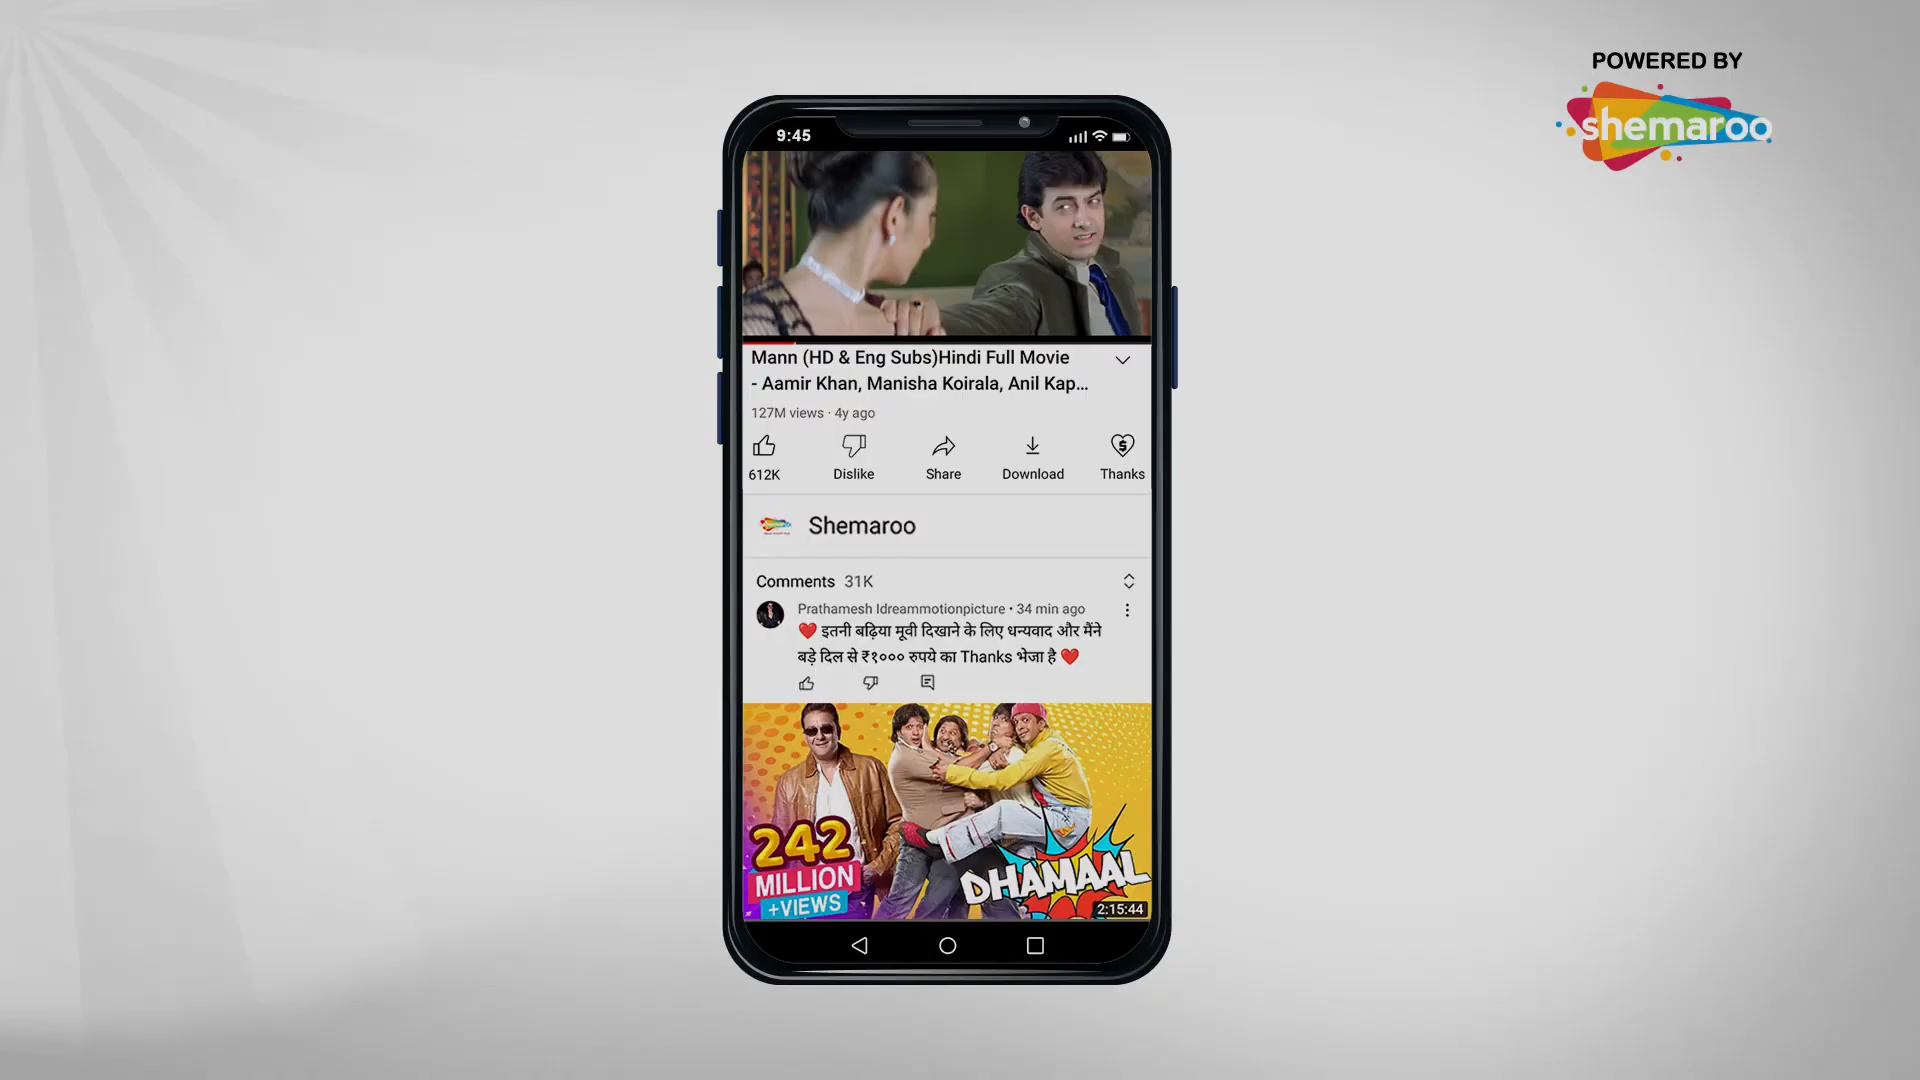 POWERED BY
shemaroo
9:45
Mann (HD & Eng Subs)Hindi Full Movie
- Aamir Khan, Manisha Koirala, Anil Kap...
127M views · 4y ago
612K Dislike Share Download Thanks
Shemaroo
Comments 31K
Prathamesh Idreammotionpicture • 34 min ago
❤️ इतनी बढ़िया मूवी दिखाने के लिए धन्यवाद और मैंने
बड़े दिल से ₹१००० रुपये का Thanks भेजा है ❤️
242
MILLION
+VIEWS
DHAMAAL
2:15:44